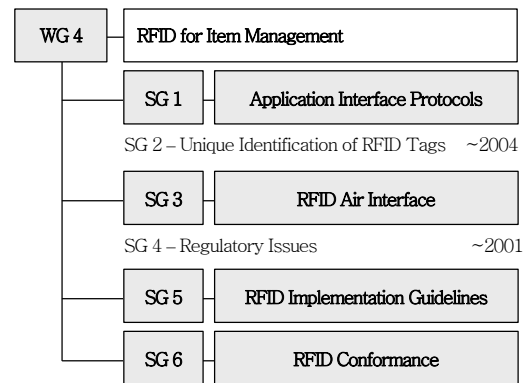 WG 4 RFID for Item Management
SG 1 Application Interface Protocols
SG 2 – Unique Identification of RFID Tags ~2004
SG 3 RFID Air Interface
SG 4 – Regulatory Issues ~2001
SG 5 RFID Implementation Guidelines
SG 6 RFID Conformance